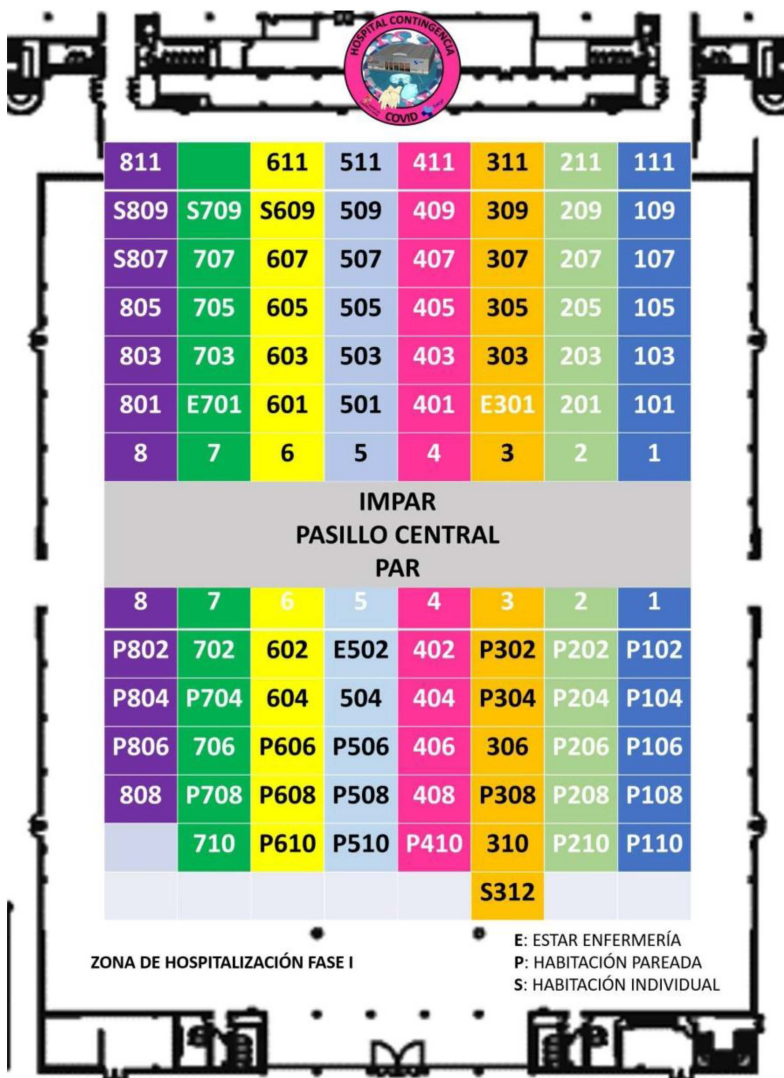 HOSPITAL CONTINGENCIA
COVID
811 611 511 411 311 211 111
S809 S709 S609 509 409 309 209 109
S807 707 607 507 407 307 207 107
805 705 605 505 405 305 205 105
803 703 603 503 403 303 203 103
801 E701 601 501 401 E301 201 101
8 7 6 5 4 3 2 1
IMPAR
PASILLO CENTRAL
PAR
8 7 6 5 4 3 2 1
P802 702 602 E502 402 P302 P202 P102
P804 P704 604 504 404 P304 P204 P104
P806 706 P606 P506 406 306 P206 P106
808 P708 P608 P508 408 P308 P208 P108
710 P610 P510 P410 310 P210 P110
S312
ZONA DE HOSPITALIZACIÓN FASE I
E: ESTAR ENFERMERÍA
P: HABITACIÓN PAREADA
S: HABITACIÓN INDIVIDUAL